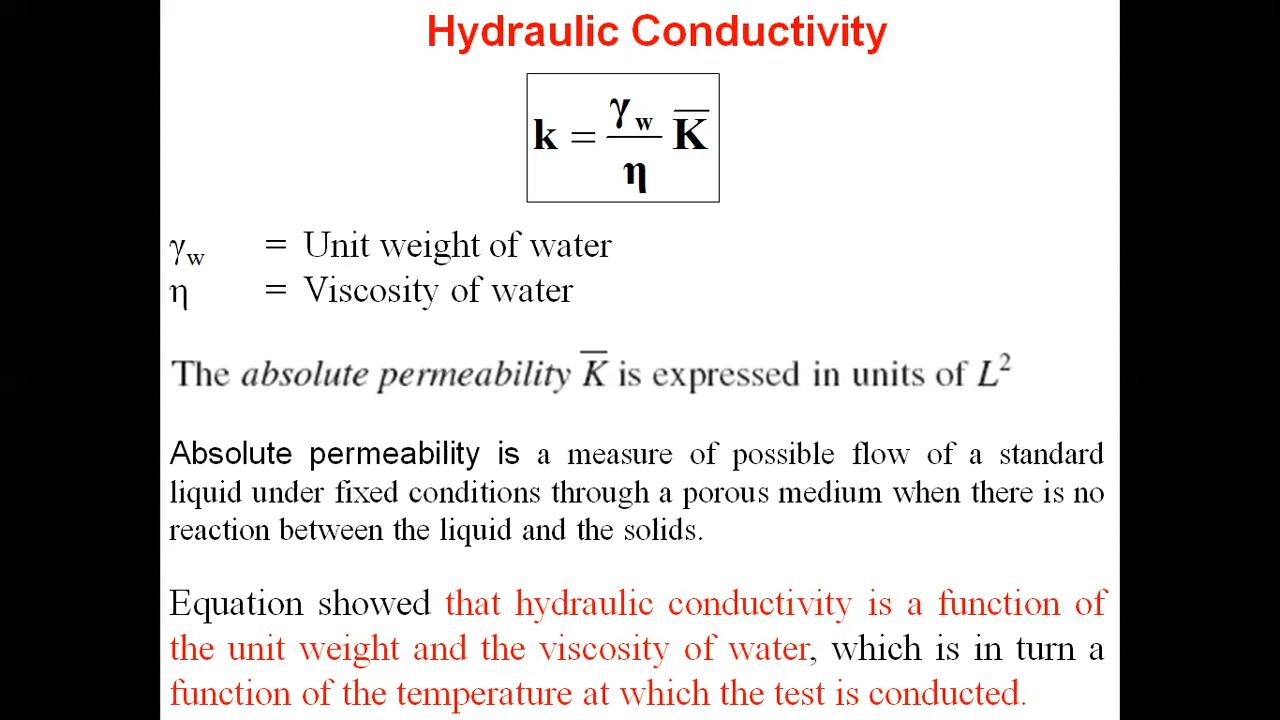 Hydraulic Conductivity
k = γw/η K̅
γw = Unit weight of water
η = Viscosity of water
The absolute permeability K̅ is expressed in units of L²
Absolute permeability is a measure of possible flow of a standard
liquid under fixed conditions through a porous medium when there is no
reaction between the liquid and the solids.
Equation showed that hydraulic conductivity is a function of
the unit weight and the viscosity of water, which is in turn a
function of the temperature at which the test is conducted.